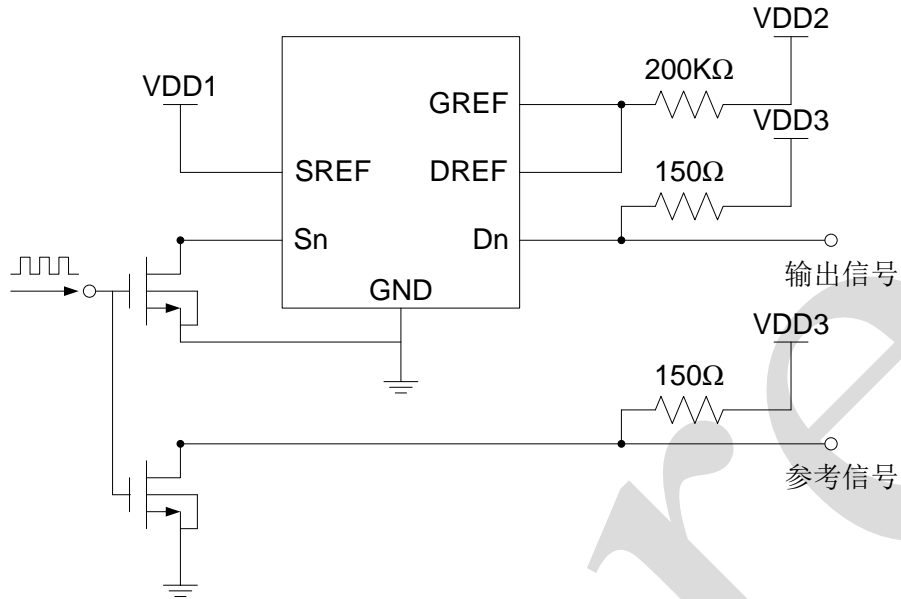 VDD2
200KΩ
VDD1
GREF
VDD3
SREF
DREF
150Ω
Sn
Dn
输出信号
GND
VDD3
150Ω
参考信号
re